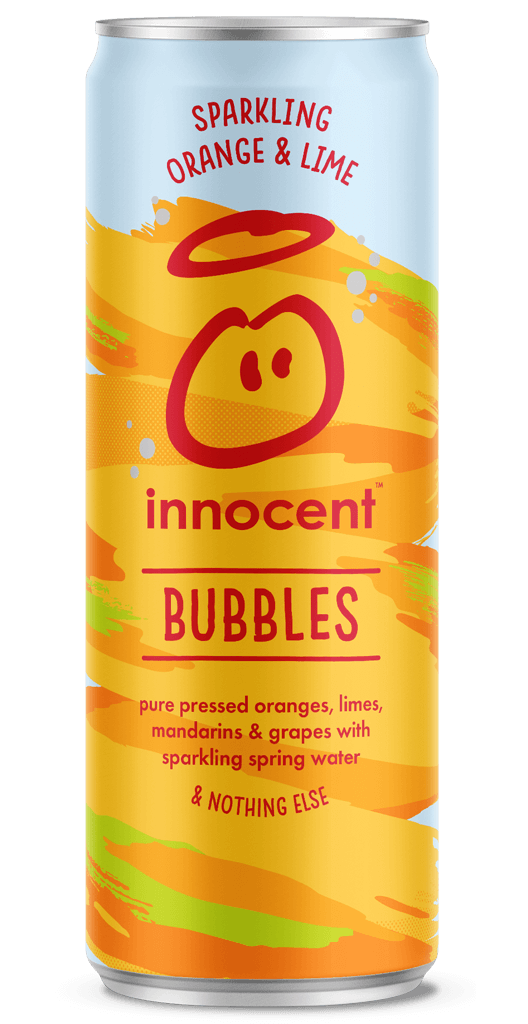 SPARKLING
ORANGE & LIME
innocent™
BUBBLES
pure pressed oranges, limes,
mandarins & grapes with
sparkling spring water
& NOTHING ELSE